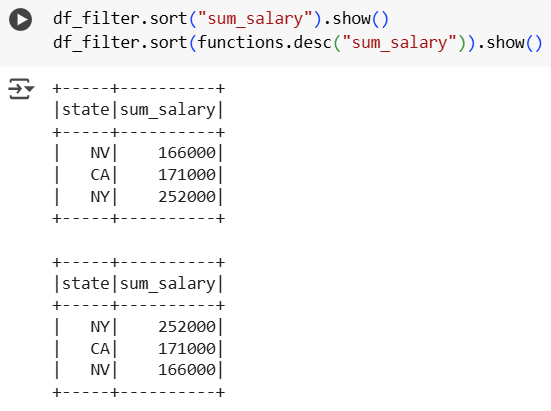 df_filter.sort("sum_salary").show()
df_filter.sort(functions.desc("sum_salary")).show()
+-----+----------+
|state|sum_salary|
+-----+----------+
|   NV|    166000|
|   CA|    171000|
|   NY|    252000|
+-----+----------+
+-----+----------+
|state|sum_salary|
+-----+----------+
|   NY|    252000|
|   CA|    171000|
|   NV|    166000|
+-----+----------+